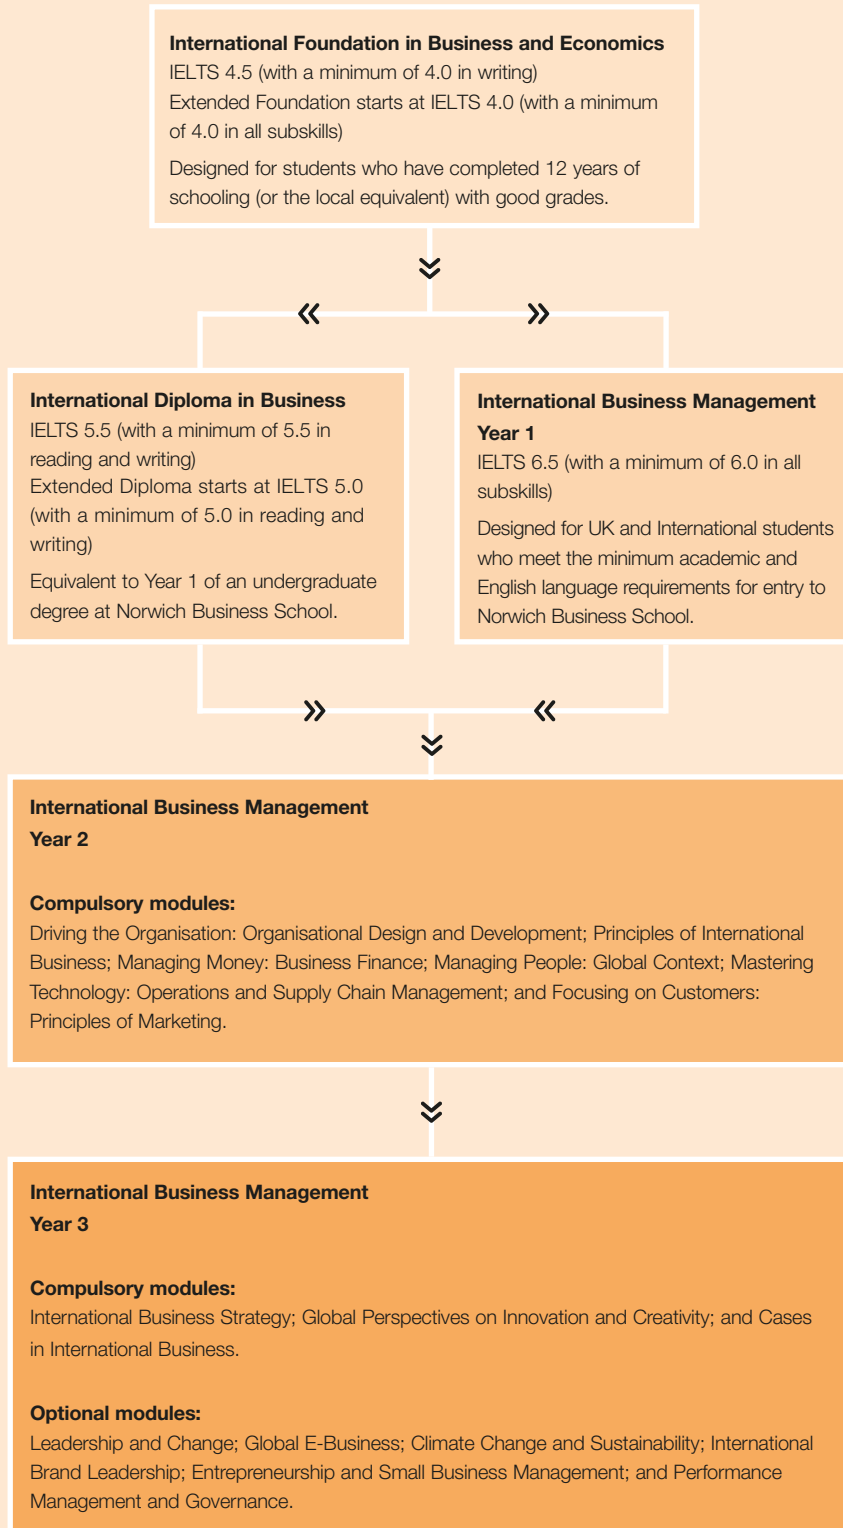 International Foundation in Business and Economics
IELTS 4.5 (with a minimum of 4.0 in writing)
Extended Foundation starts at IELTS 4.0 (with a minimum
of 4.0 in all subskills)
Designed for students who have completed 12 years of
schooling (or the local equivalent) with good grades.
International Diploma in Business
IELTS 5.5 (with a minimum of 5.5 in
reading and writing)
Extended Diploma starts at IELTS 5.0
(with a minimum of 5.0 in reading and
writing)
Equivalent to Year 1 of an undergraduate
degree at Norwich Business School.
International Business Management
Year 1
IELTS 6.5 (with a minimum of 6.0 in all
subskills)
Designed for UK and International students
who meet the minimum academic and
English language requirements for entry to
Norwich Business School.
International Business Management
Year 2
Compulsory modules:
Driving the Organisation: Organisational Design and Development; Principles of International
Business; Managing Money: Business Finance; Managing People: Global Context; Mastering
Technology: Operations and Supply Chain Management; and Focusing on Customers:
Principles of Marketing.
International Business Management
Year 3
Compulsory modules:
International Business Strategy; Global Perspectives on Innovation and Creativity; and Cases
in International Business.
Optional modules:
Leadership and Change; Global E-Business; Climate Change and Sustainability; International
Brand Leadership; Entrepreneurship and Small Business Management; and Performance
Management and Governance.